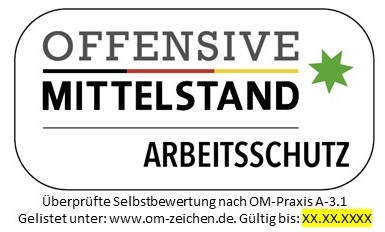 OFFENSIVE
MITTELSTAND
ARBEITSSCHUTZ
Überprüfte Selbstbewertung nach OM-Praxis A-3.1
Gelistet unter: www.om-zeichen.de. Gültig bis: XX.XX.XXXX